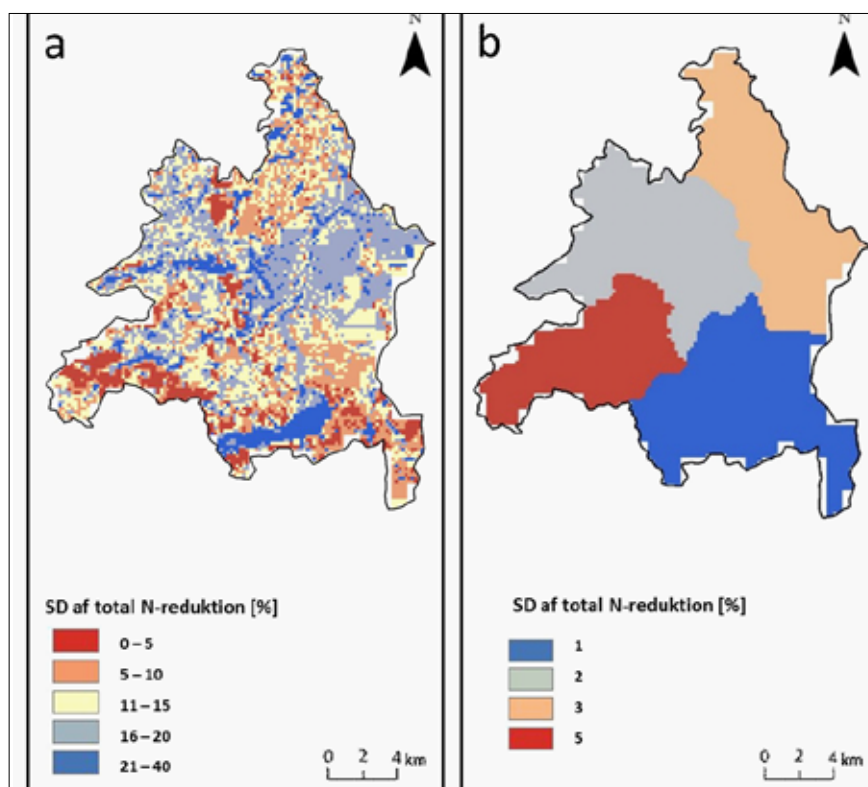 a
N
SD af total N-reduktion [%]
0–5
5–10
11–15
16–20
21–40
0 2 4 km
b
N
SD af total N-reduktion [%]
1
2
3
5
0 2 4 km